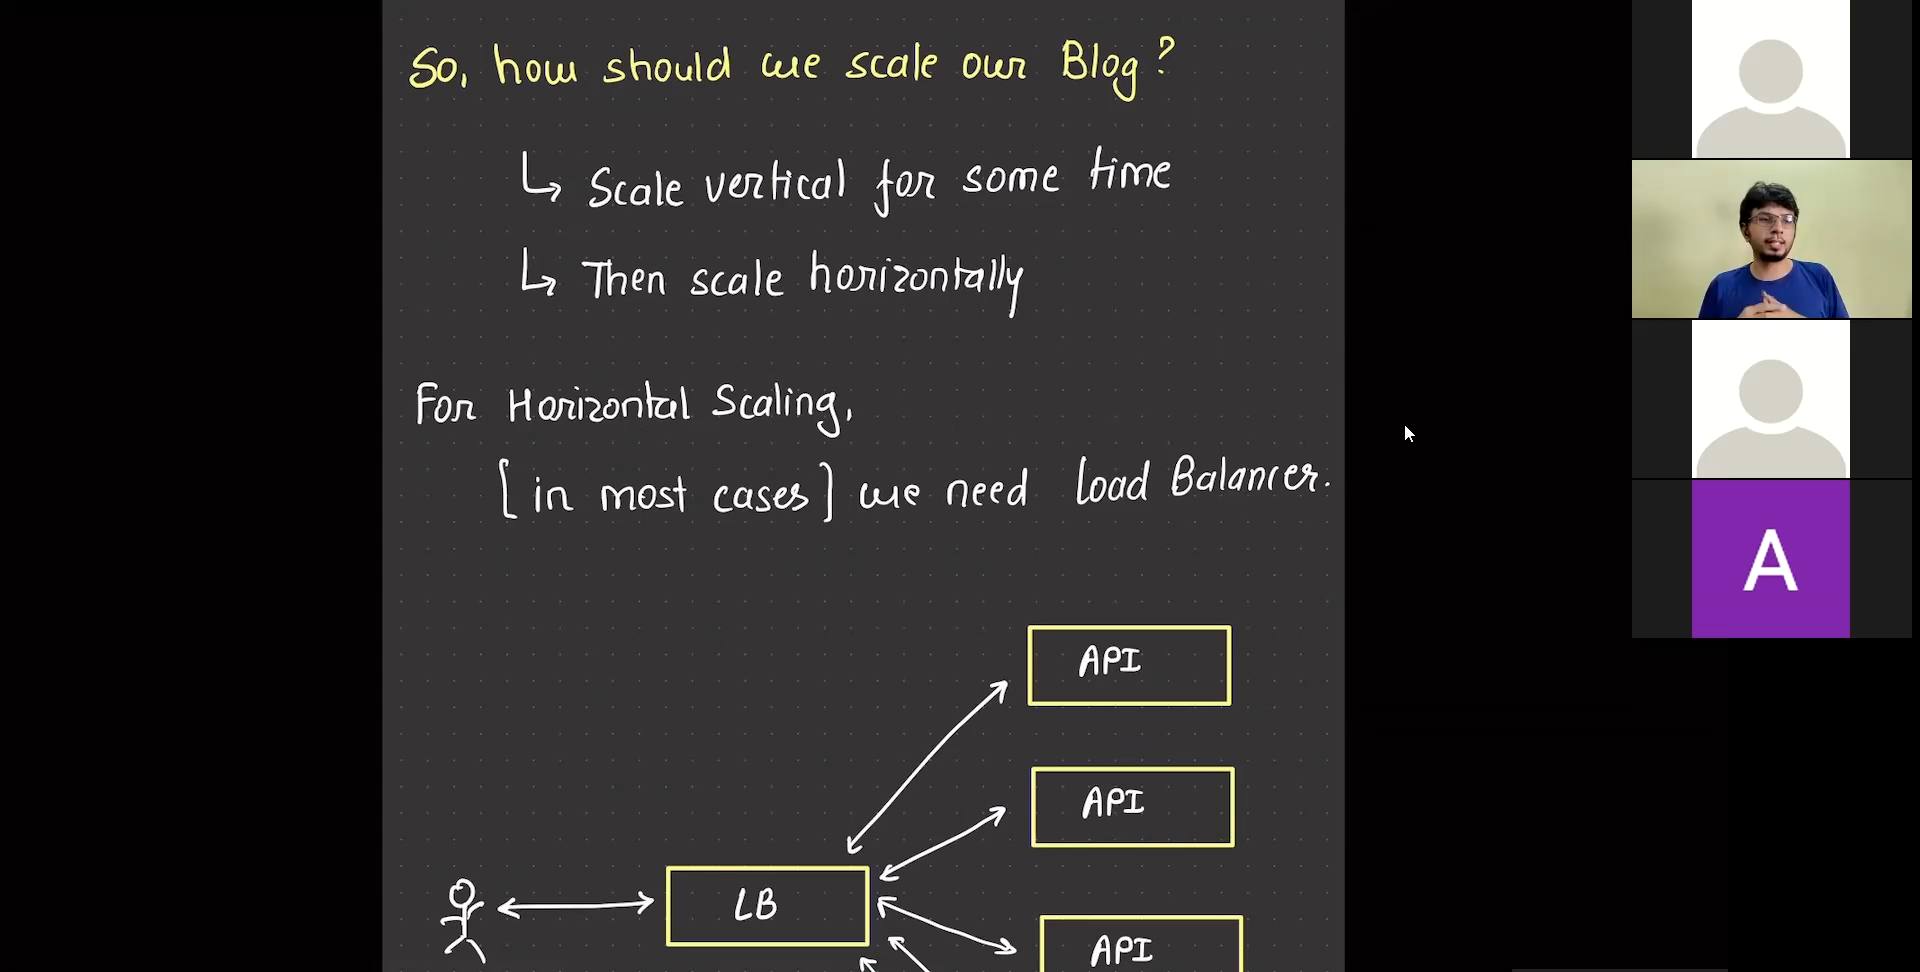 So, how should we scale our Blog?
Scale vertical for some time
Then scale horizontally
For Horizontal Scaling,
[in most cases] we need Load Balancer.
API
API
LB
API
A